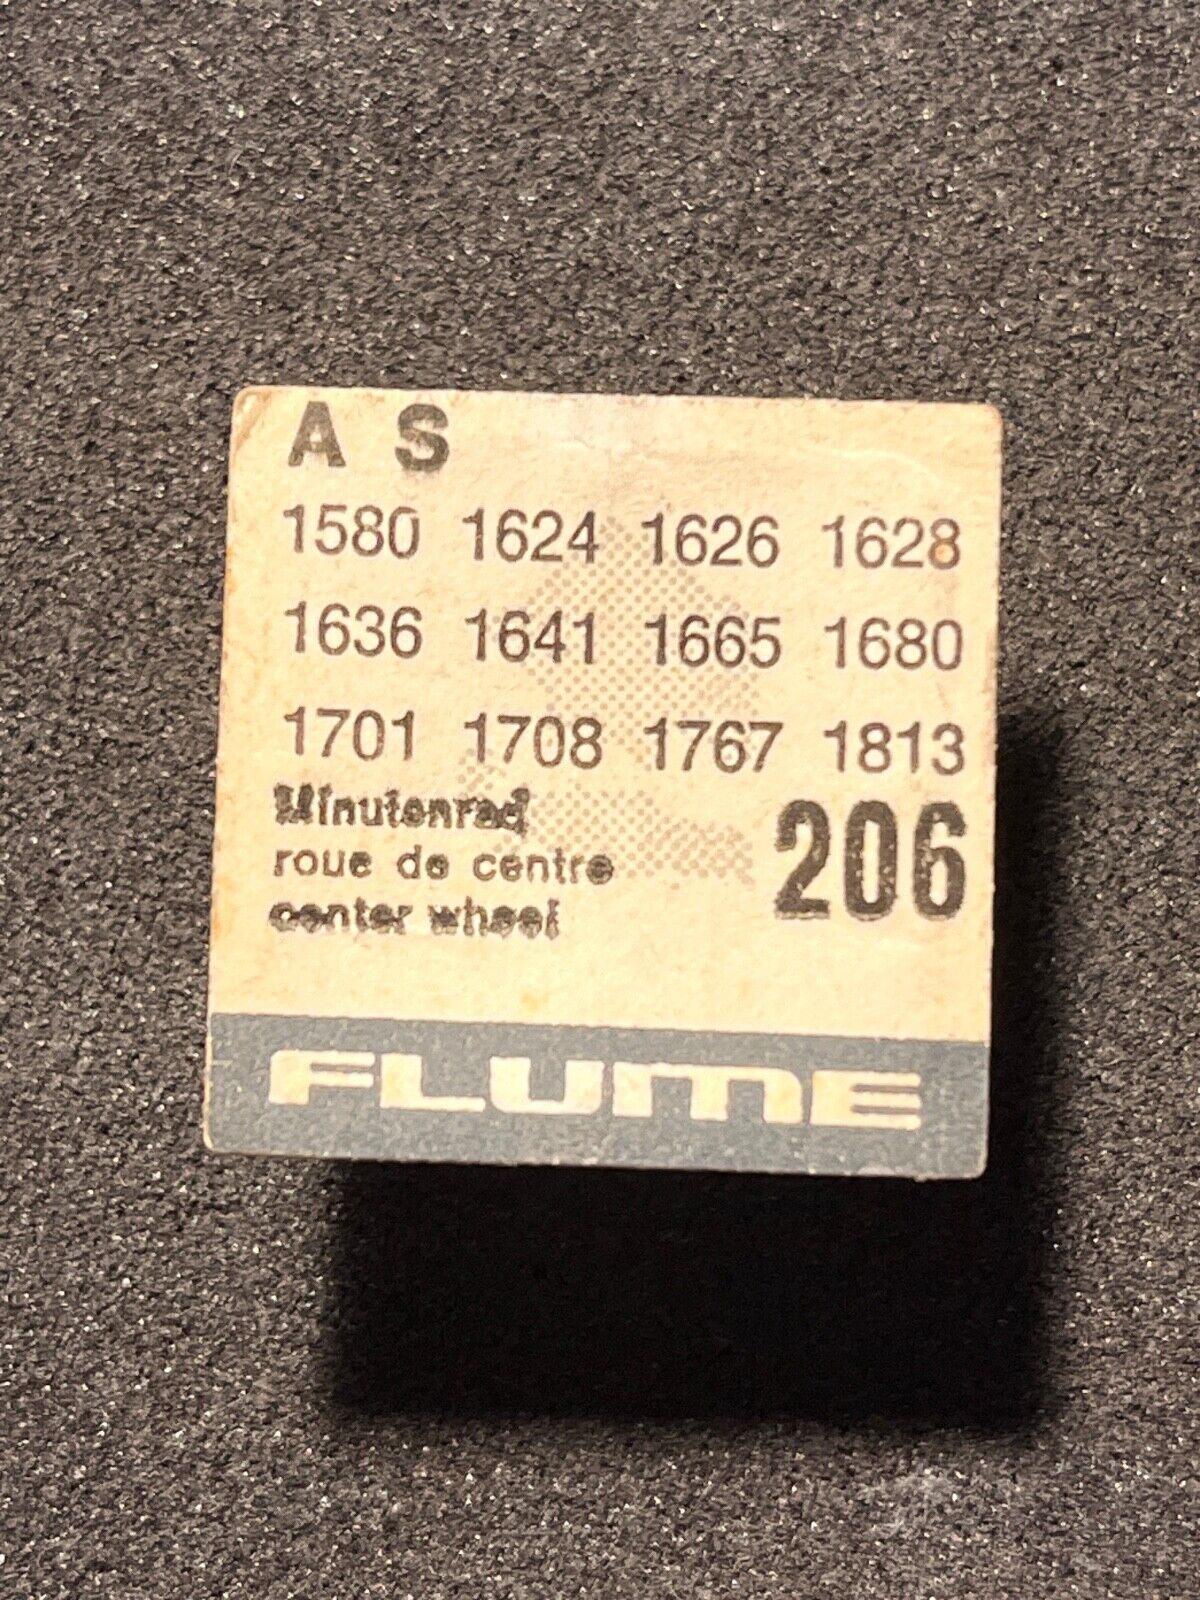 A S
1580 1624 1626 1628
1636 1641 1665 1680
1701 1708 1767 1813
Minutenrad
roue de centre
center wheel
206
FLUME